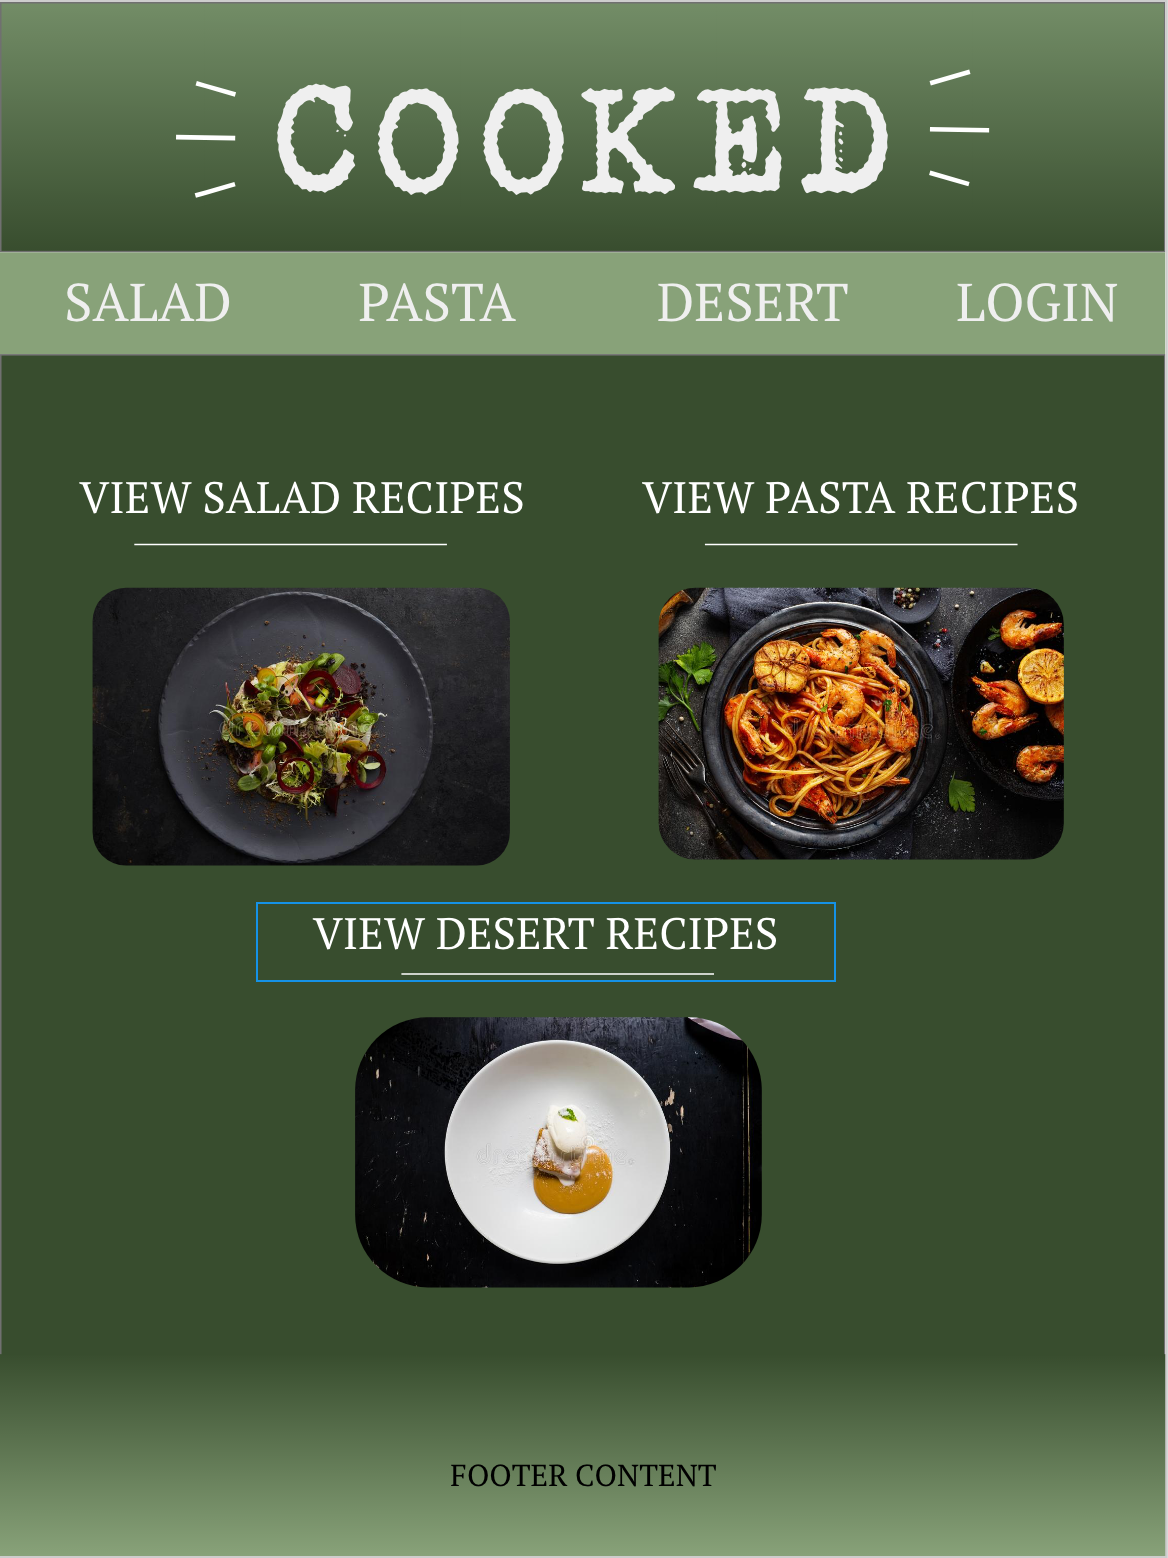 COOKED
SALAD PASTA DESERT LOGIN
VIEW SALAD RECIPES VIEW PASTA RECIPES
VIEW DESERT RECIPES
FOOTER CONTENT